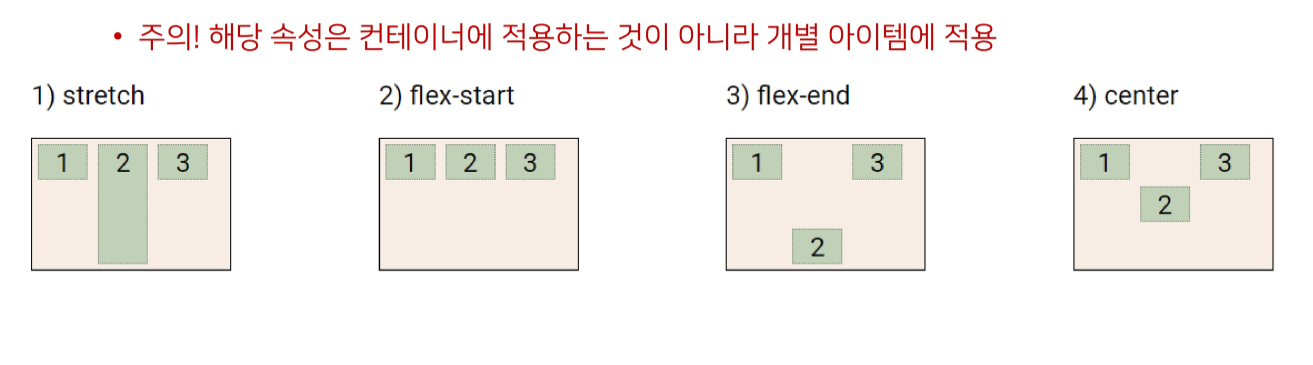 • 주의! 해당 속성은 컨테이너에 적용하는 것이 아니라 개별 아이템에 적용
1) stretch
2) flex-start
3) flex-end
4) center
1 2 3
1 2 3
1 3
2
1 3
2